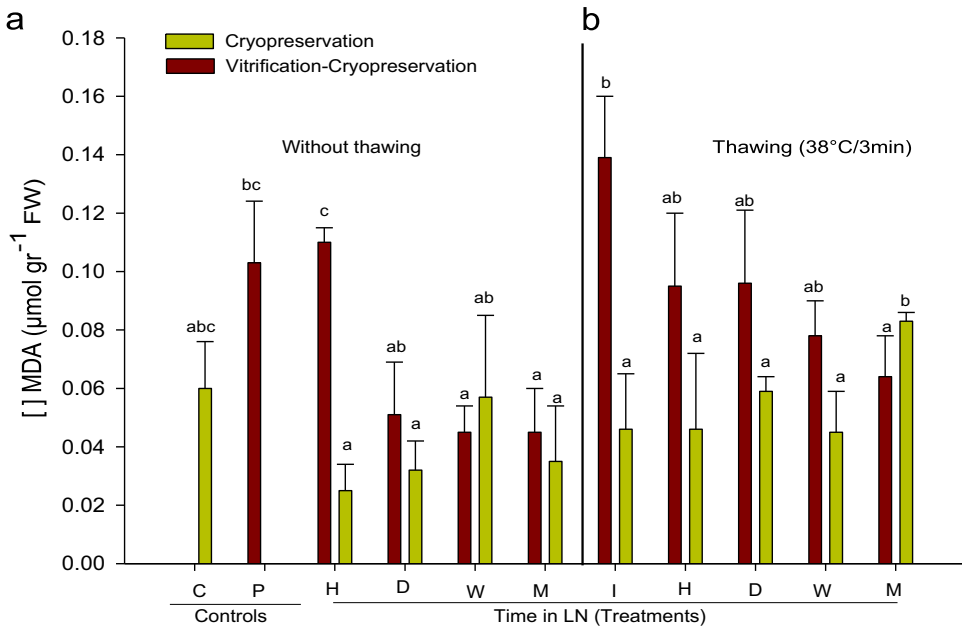 a
b
Cryopreservation
Vitrification-Cryopreservation
Without thawing
Thawing (38°C/3min)
[ ] MDA (µmol gr⁻¹ FW)
0.18
0.16
0.14
0.12
0.10
0.08
0.06
0.04
0.02
0.00
abc
bc
c
a
ab
a
a
ab
a
a
b
a
ab
a
ab
a
ab
a
a
b
C P H D W M I H D W M
Controls
Time in LN (Treatments)